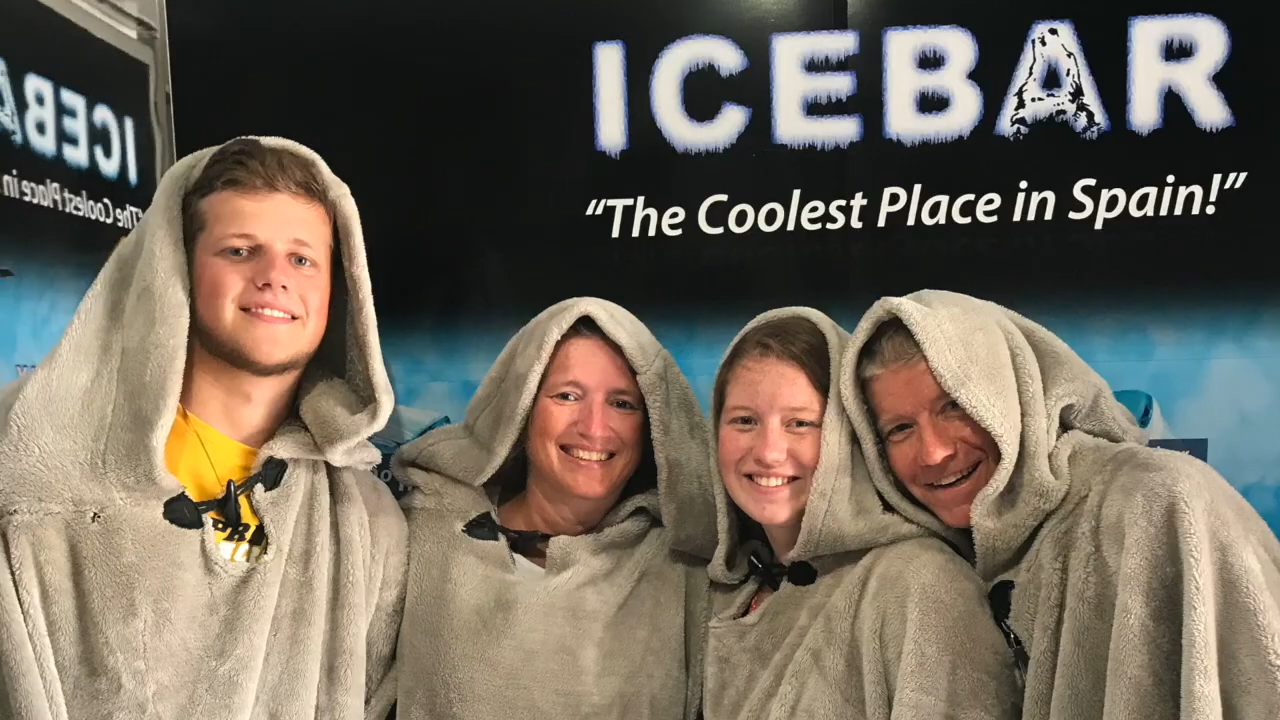 ICEBAR
“The Coolest Place in Spain!”
ICEBA
“The Coolest Place in